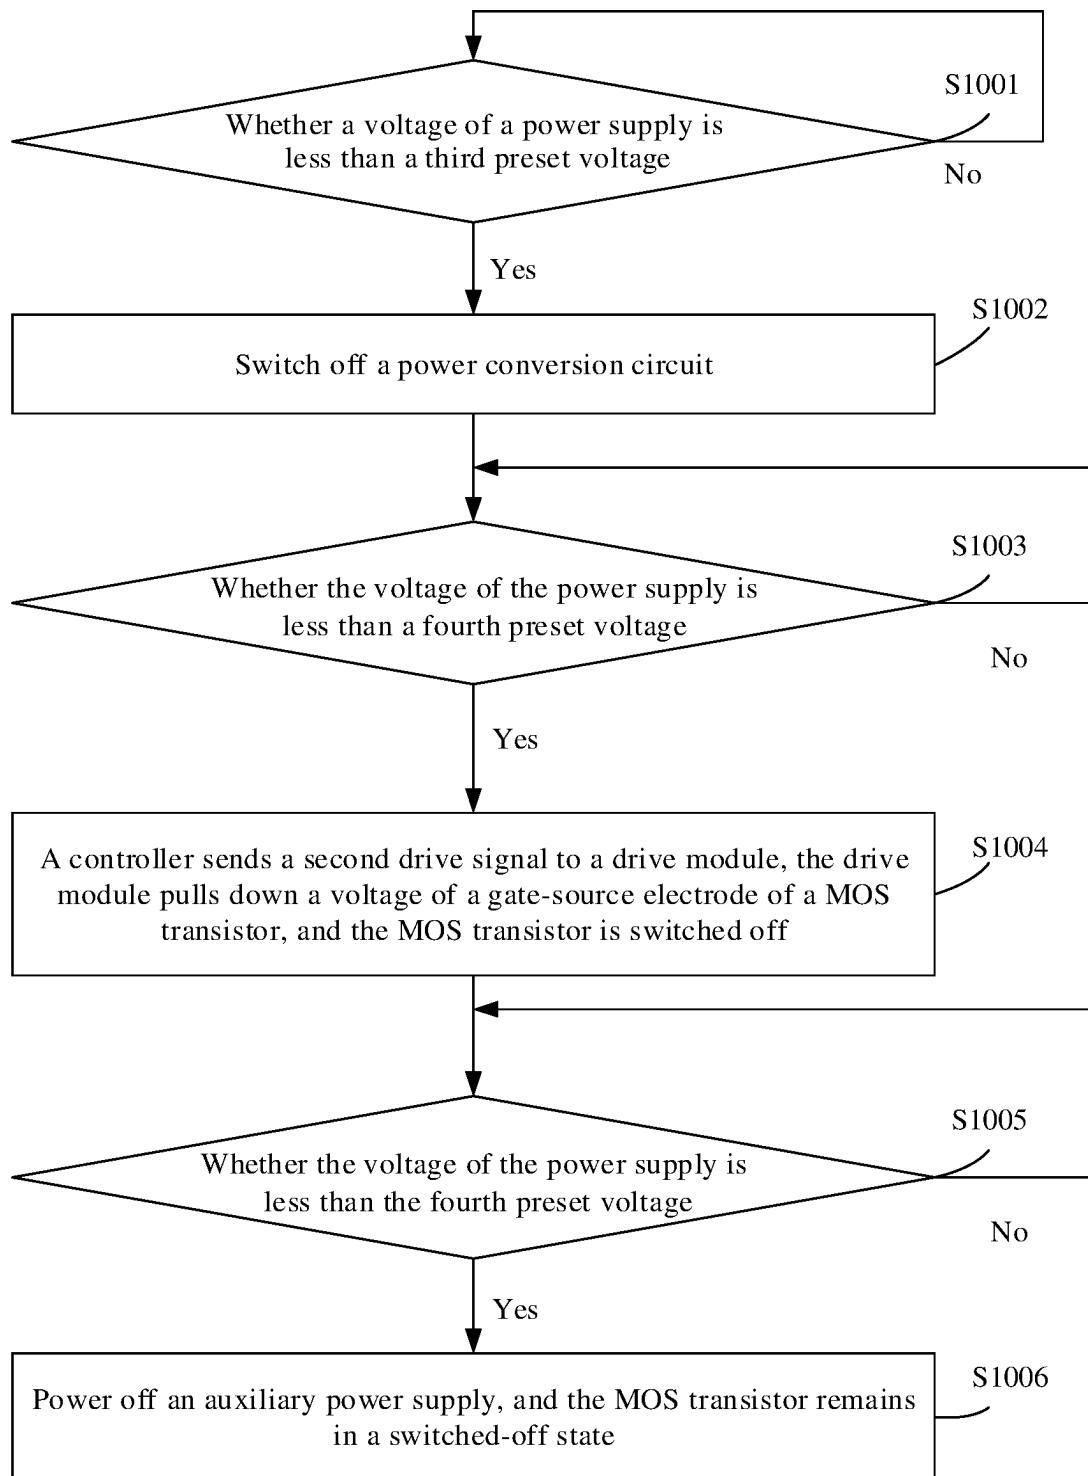 S1001
Whether a voltage of a power supply is
less than a third preset voltage
No
Yes
S1002
Switch off a power conversion circuit
S1003
Whether the voltage of the power supply is
less than a fourth preset voltage
No
Yes
S1004
A controller sends a second drive signal to a drive module, the drive
module pulls down a voltage of a gate-source electrode of a MOS
transistor, and the MOS transistor is switched off
S1005
Whether the voltage of the power supply is
less than the fourth preset voltage
No
Yes
S1006
Power off an auxiliary power supply, and the MOS transistor remains
in a switched-off state